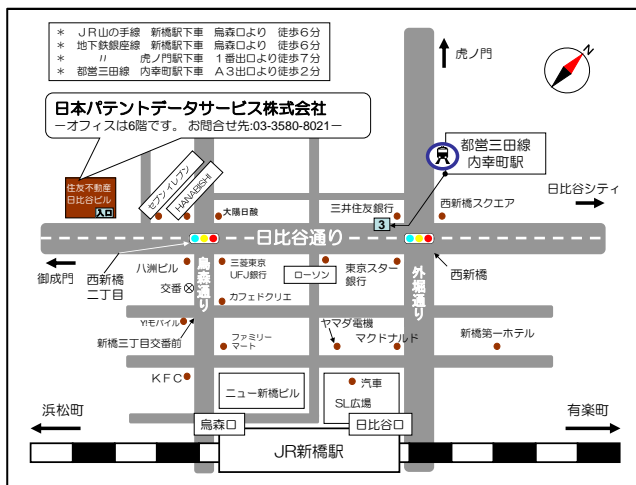 ＊ ＪＲ山の手線 新橋駅下車 烏森口より 徒歩６分
＊ 地下鉄銀座線 新橋駅下車 烏森口より 徒歩６分
＊ 〃 虎ノ門駅下車 １番出口より徒歩７分
＊ 都営三田線 内幸町駅下車 Ａ３出口より徒歩２分
虎ノ門
N
日本パテントデータサービス株式会社
－オフィスは6階です。 お問合せ先:03-3580-8021－
都営三田線
内幸町駅
住友不動産
日比谷ビル
入口
セブンイレブン
HANABISHI
大陽日酸
三井住友銀行
3
西新橋スクエア
日比谷シティ
日比谷通り
御成門
西新橋
二丁目
八洲ビル
交番
烏森通り
三菱東京
UFJ銀行
カフェドクリエ
ローソン
東京スター
銀行
外堀通り
西新橋
Y!モバイル
新橋三丁目交番前
ファミリー
マート
ヤマダ電機
マクドナルド
新橋第一ホテル
ＫＦＣ
ニュー新橋ビル
汽車
SL広場
浜松町
烏森口
日比谷口
有楽町
JR新橋駅